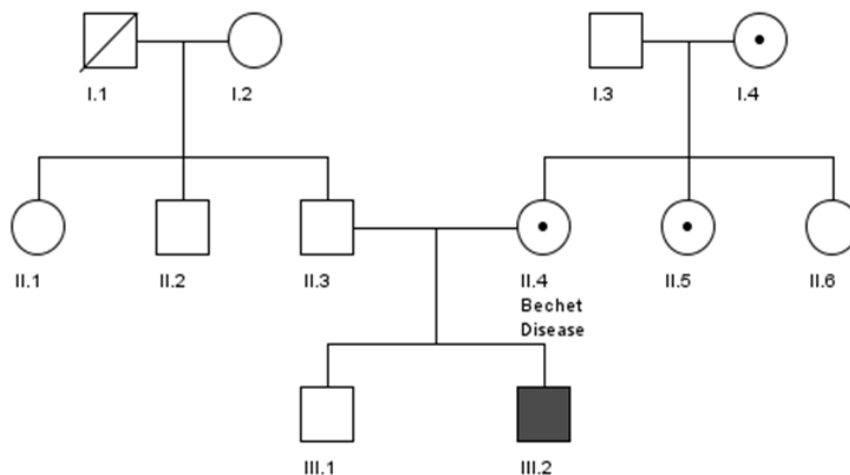 I.1
I.2
I.3
I.4
II.1
II.2
II.3
II.4
Bechet
Disease
II.5
II.6
III.1
III.2